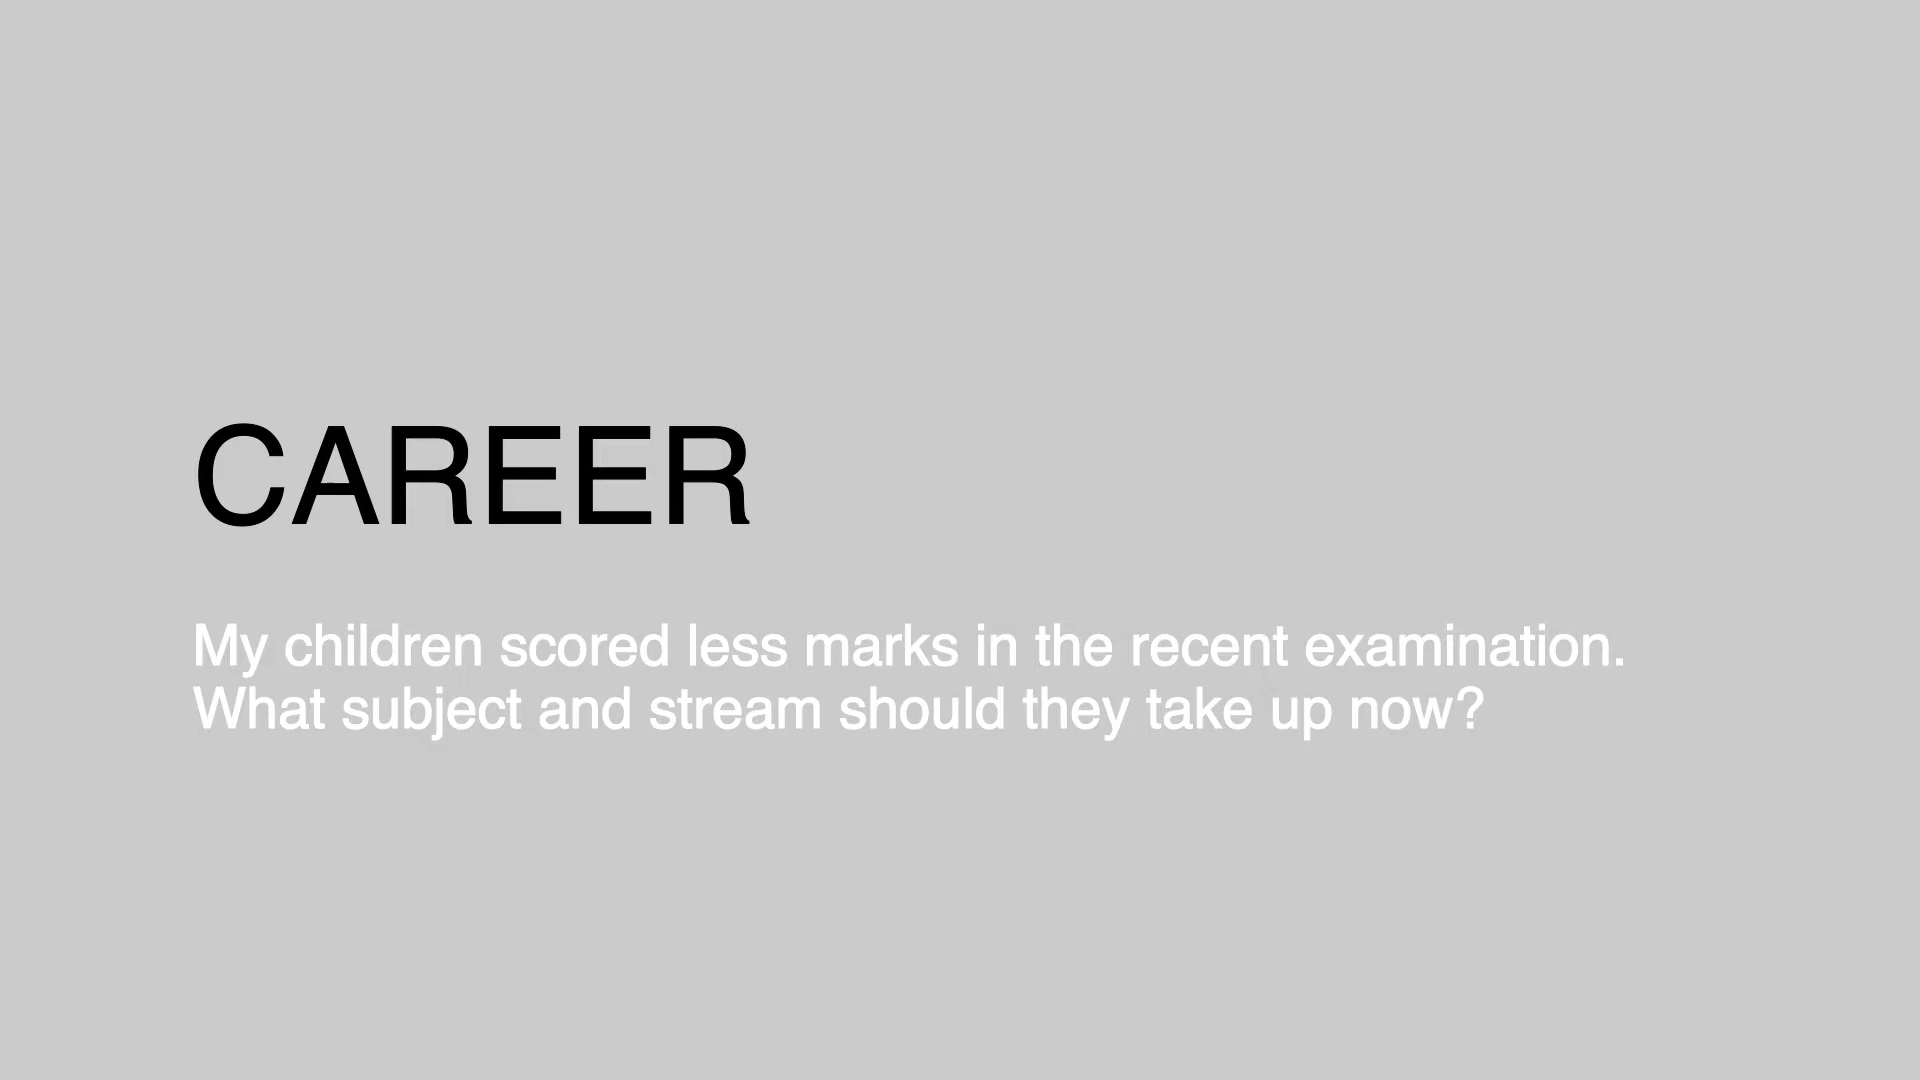 CAREER
My children scored less marks in the recent examination.
What subject and stream should they take up now?